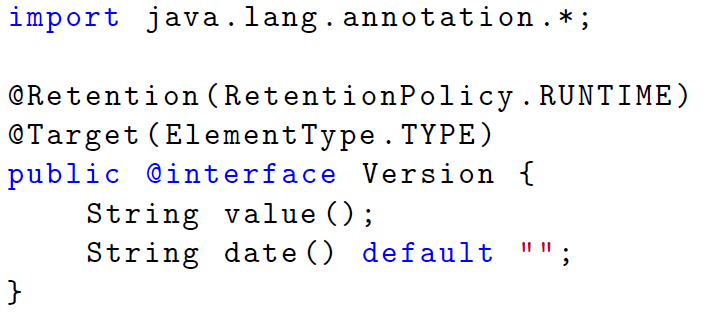 import java.lang.annotation.*;

@Retention(RetentionPolicy.RUNTIME)
@Target(ElementType.TYPE)
public @interface Version {
    String value();
    String date() default "";
}